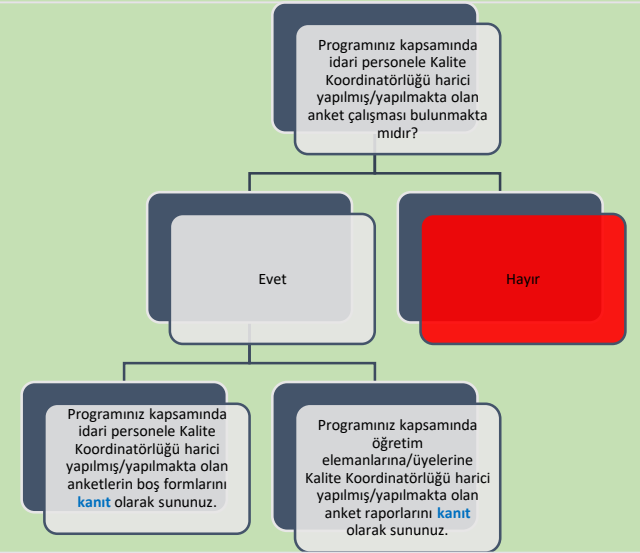 Programınız kapsamında
idari personele Kalite
Koordinatörlüğü harici
yapılmış/yapılmakta olan
anket çalışması bulunmakta
mıdır?
Evet
Hayır
Programınız kapsamında
idari personele Kalite
Koordinatörlüğü harici
yapılmış/yapılmakta olan
anketlerin boş formlarını
kanıt olarak sununuz.
Programınız kapsamında
öğretim
elemanlarına/üyelerine
Kalite Koordinatörlüğü harici
yapılmış/yapılmakta olan
anket raporlarını kanıt
olarak sununuz.